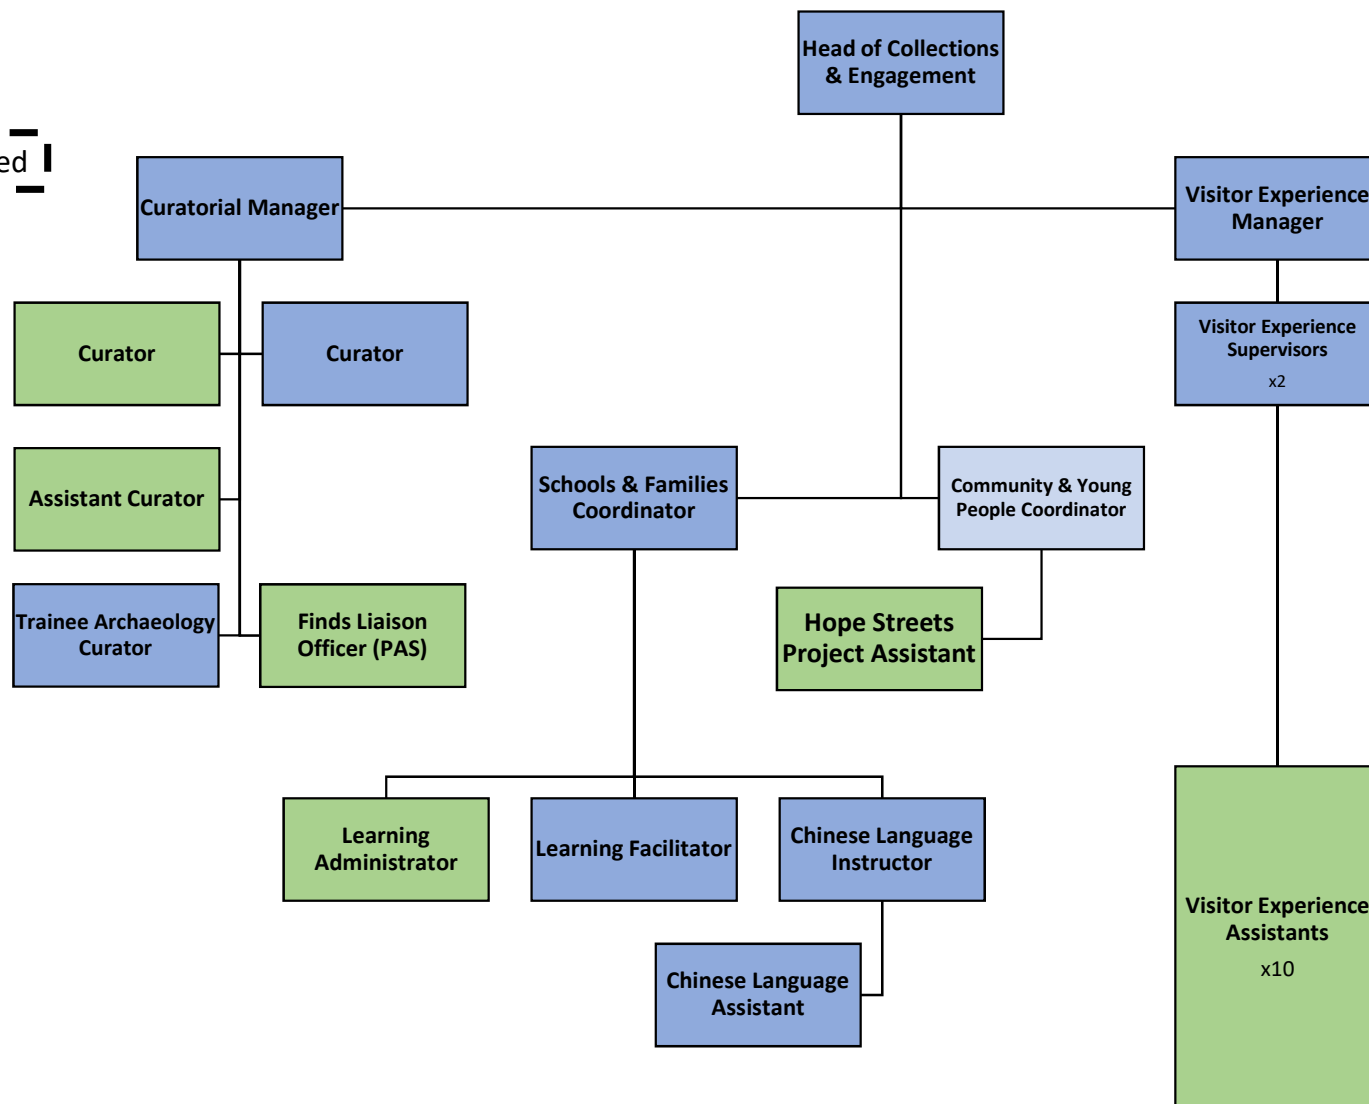 Head of Collections
& Engagement
ed
Curatorial Manager
Visitor Experience
Manager
Curator
Curator
Visitor Experience
Supervisors
x2
Assistant Curator
Schools & Families
Coordinator
Community & Young
People Coordinator
Trainee Archaeology
Curator
Finds Liaison
Officer (PAS)
Hope Streets
Project Assistant
Learning
Administrator
Learning Facilitator
Chinese Language
Instructor
Visitor Experience
Assistants
x10
Chinese Language
Assistant